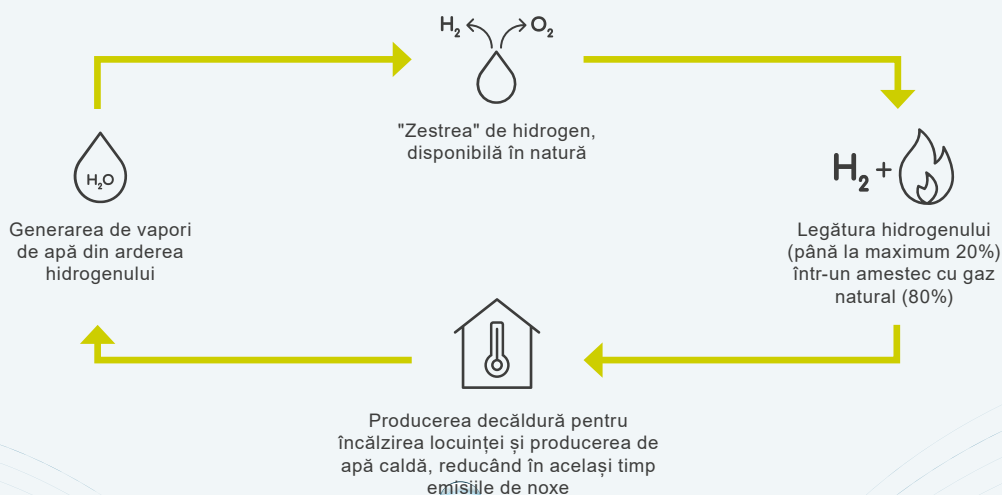 H₂ O₂
"Zestrea" de hidrogen,
disponibilă în natură
H₂ +
Legătura hidrogenului
(până la maximum 20%)
într-un amestec cu gaz
natural (80%)
Producerea decăldură pentru
încălzirea locuinței și producerea de
apă caldă, reducând în același timp
emisiile de noxe
H₂O
Generarea de vapori
de apă din arderea
hidrogenului